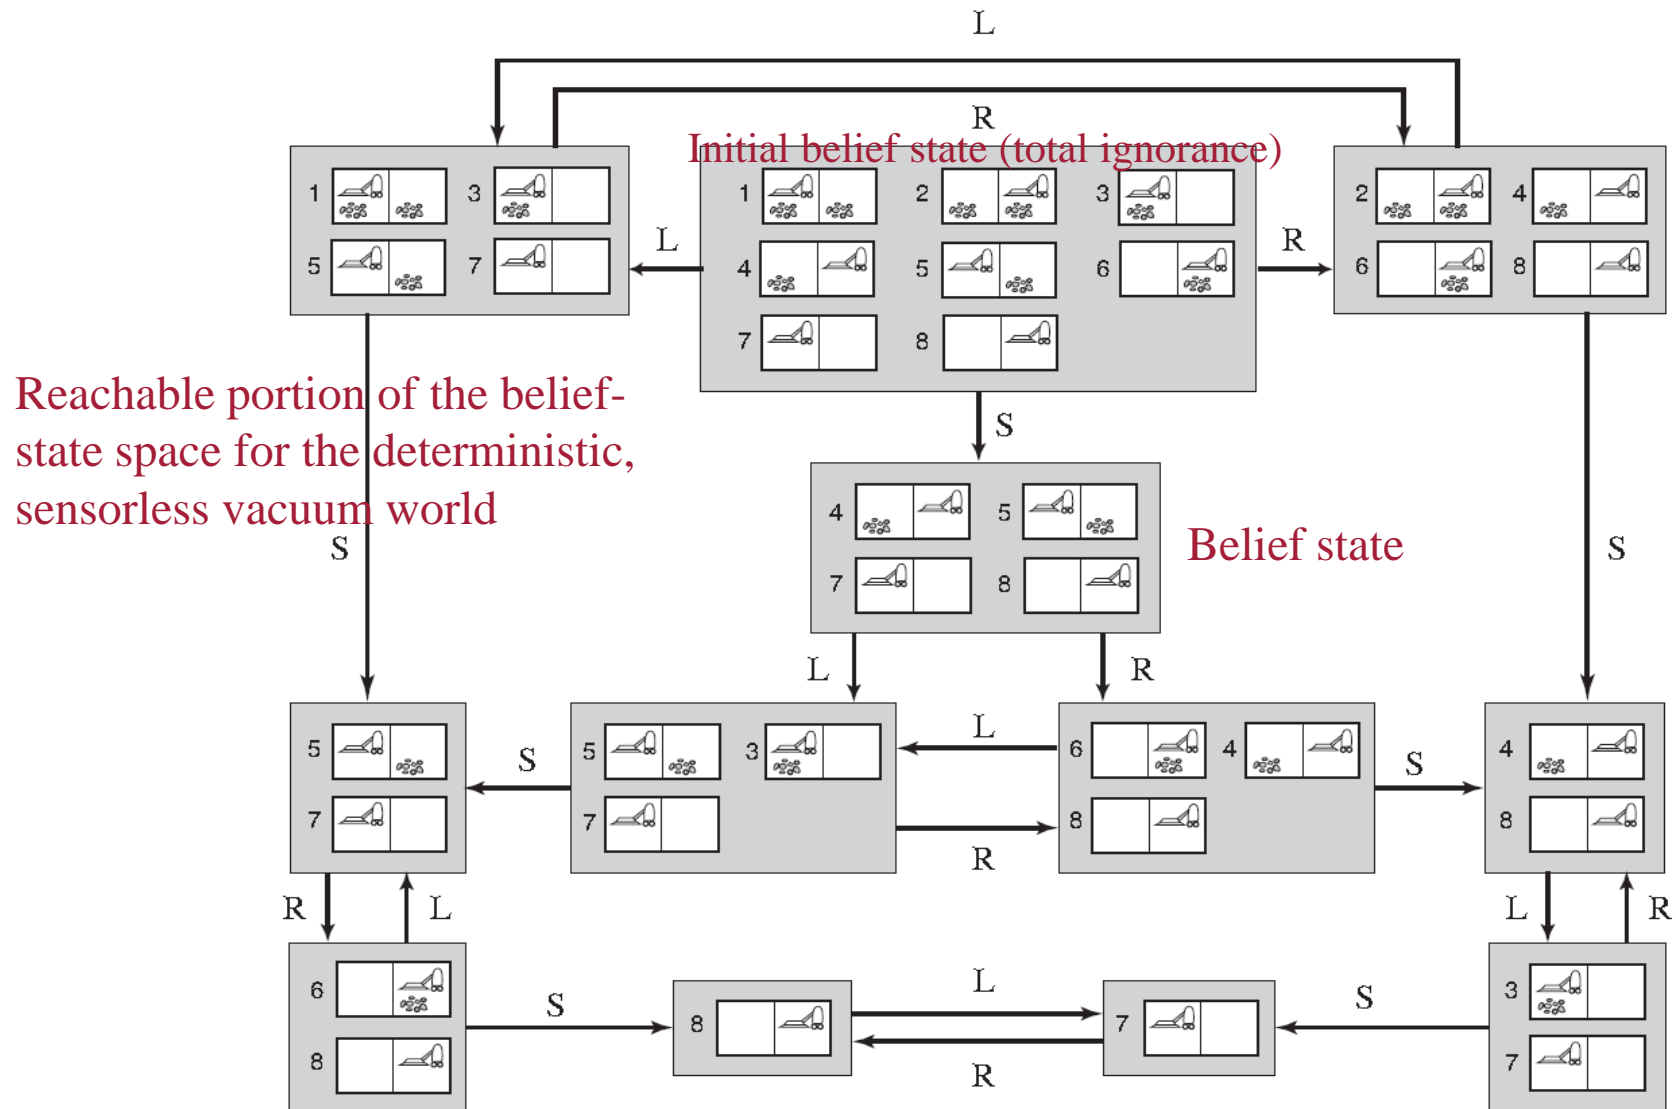 L
R
Initial belief state (total ignorance)
1 3 1 2 3 2 4
L R
5 7 4 5 6 6 8
7 8
Reachable portion of the belief-
state space for the deterministic,
sensorless vacuum world
S
4 5
S Belief state S
7 8
L R
5 5 3 L 6 4 4
S S
7 7 8 8
R
R L L R
6 3
S 8 L 7 S
8 R 7